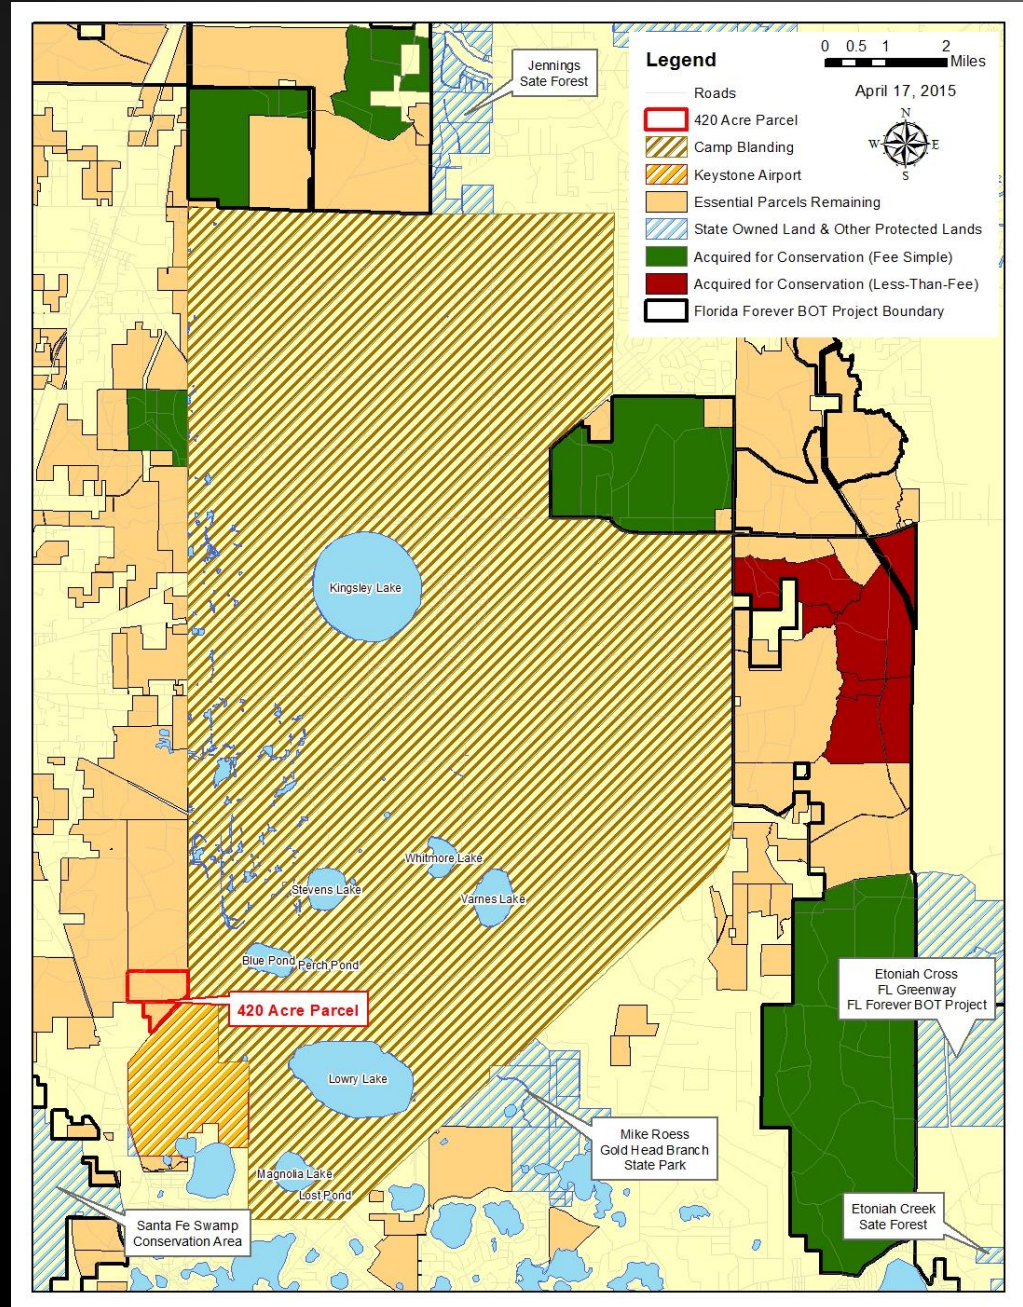 Legend
0 0.5 1 2
Miles
April 17, 2015
N
W E
S
Roads
420 Acre Parcel
Camp Blanding
Keystone Airport
Essential Parcels Remaining
State Owned Land & Other Protected Lands
Acquired for Conservation (Fee Simple)
Acquired for Conservation (Less-Than-Fee)
Florida Forever BOT Project Boundary
Jennings
Sate Forest
Kingsley Lake
Whitmore Lake
Stevens Lake
Varnes Lake
Blue Pond
Perch Pond
420 Acre Parcel
Etoniah Cross
FL Greenway
FL Forever BOT Project
Lowry Lake
Mike Roess
Gold Head Branch
State Park
Magnolia Lake
Lost Pond
Santa Fe Swamp
Conservation Area
Etoniah Creek
Sate Forest